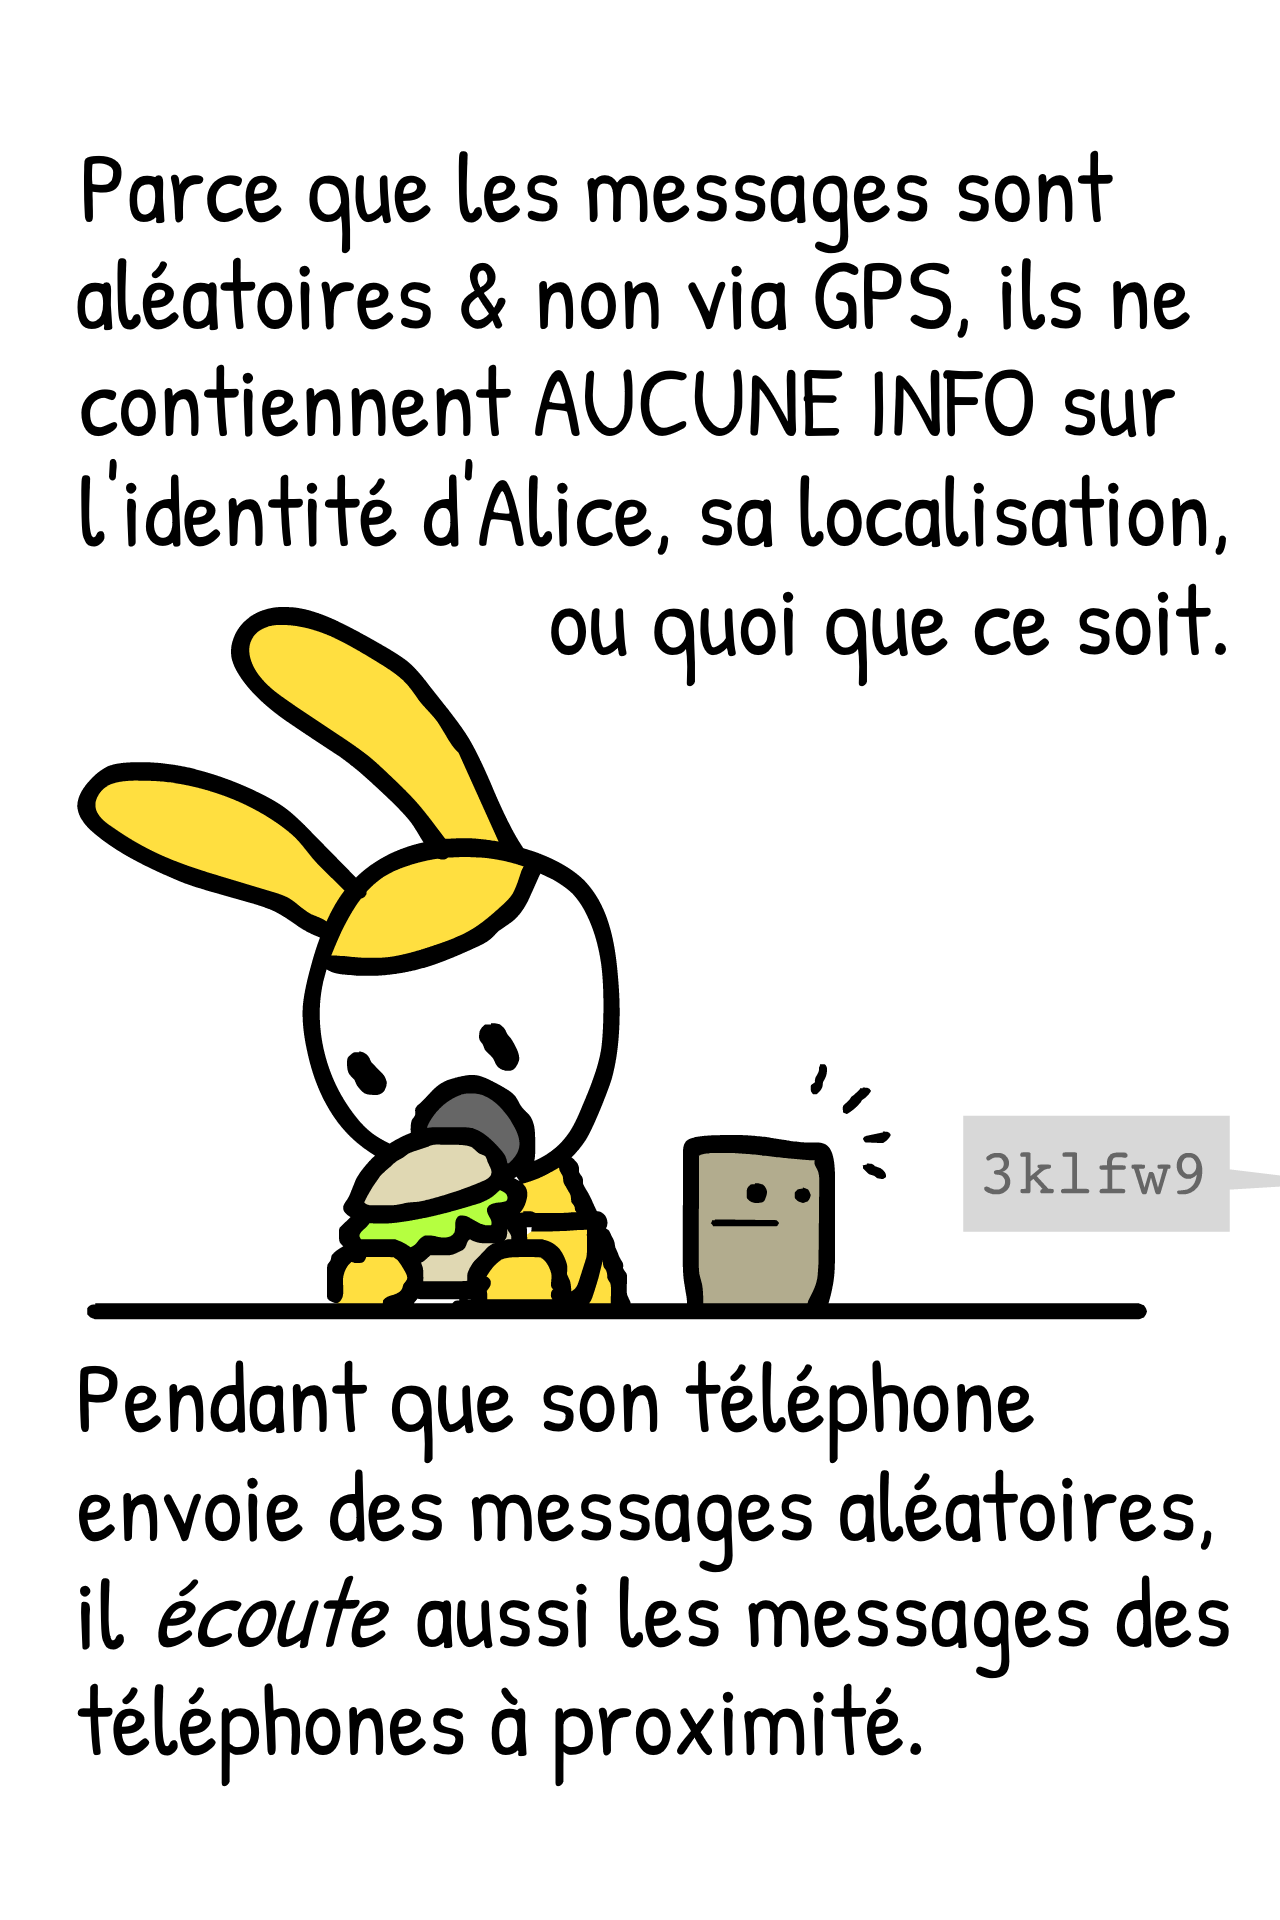 Parce que les messages sont
aléatoires & non via GPS, ils ne
contiennent AUCUNE INFO sur
l'identité d'Alice, sa localisation,
ou quoi que ce soit.
3klfw9
Pendant que son téléphone
envoie des messages aléatoires,
il écoute aussi les messages des
téléphones à proximité.